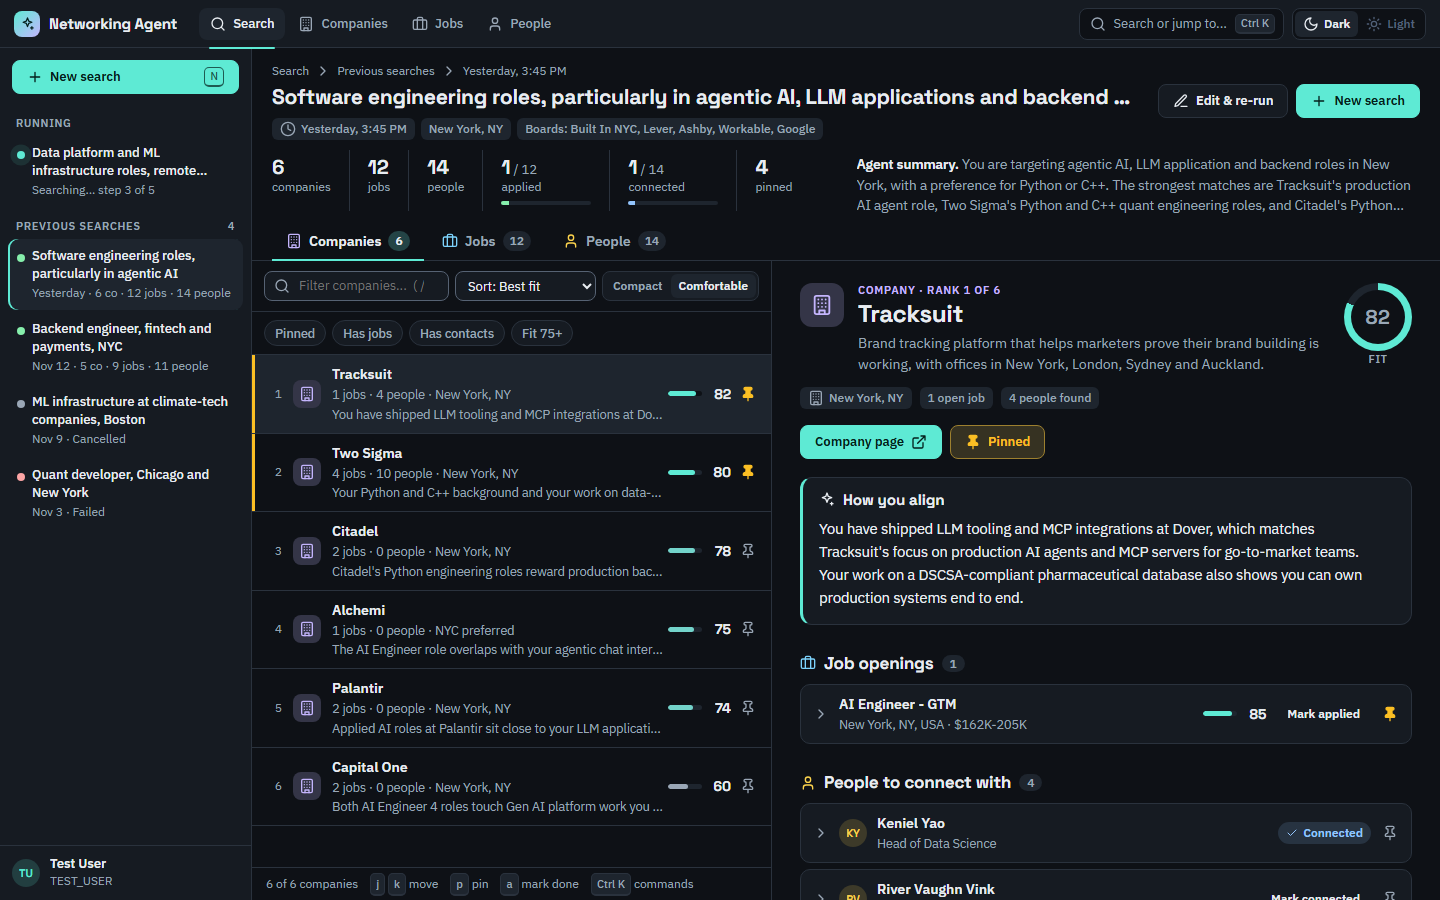 Networking Agent
Search
Companies
Jobs
People
Search or jump to...
Ctrl K
Dark
Light
New search
N
RUNNING
Data platform and ML
infrastructure roles, remote...
Searching... step 3 of 5
PREVIOUS SEARCHES 4
Software engineering roles,
particularly in agentic AI
Yesterday · 6 co · 12 jobs · 14 people
Backend engineer, fintech and
payments, NYC
Nov 12 · 5 co · 9 jobs · 11 people
ML infrastructure at climate-tech
companies, Boston
Nov 9 · Cancelled
Quant developer, Chicago and
New York
Nov 3 · Failed
TU
Test User
TEST_USER
Search > Previous searches > Yesterday, 3:45 PM
Software engineering roles, particularly in agentic AI, LLM applications and backend ...
Edit & re-run
New search
Yesterday, 3:45 PM
New York, NY
Boards: Built In NYC, Lever, Ashby, Workable, Google
6
companies
12
jobs
14
people
1 / 12
applied
1 / 14
connected
4
pinned
Agent summary. You are targeting agentic AI, LLM application and backend roles in New
York, with a preference for Python or C++. The strongest matches are Tracksuit's production
AI agent role, Two Sigma's Python and C++ quant engineering roles, and Citadel's Python...
Companies 6
Jobs 12
People 14
Filter companies... ( /
Sort: Best fit
Compact
Comfortable
Pinned
Has jobs
Has contacts
Fit 75+
1
Tracksuit
1 jobs · 4 people · New York, NY
You have shipped LLM tooling and MCP integrations at Do...
82
2
Two Sigma
4 jobs · 10 people · New York, NY
Your Python and C++ background and your work on data-...
80
3
Citadel
2 jobs · 0 people · New York, NY
Citadel's Python engineering roles reward production bac...
78
4
Alchemi
1 jobs · 0 people · NYC preferred
The AI Engineer role overlaps with your agentic chat inter...
75
5
Palantir
2 jobs · 0 people · New York, NY
Applied AI roles at Palantir sit close to your LLM applicati...
74
6
Capital One
2 jobs · 0 people · New York, NY
Both AI Engineer 4 roles touch Gen AI platform work you ...
60
6 of 6 companies j k move p pin a mark done Ctrl K commands
COMPANY · RANK 1 OF 6
Tracksuit
Brand tracking platform that helps marketers prove their brand building is
working, with offices in New York, London, Sydney and Auckland.
82
FIT
New York, NY
1 open job
4 people found
Company page
Pinned
How you align
You have shipped LLM tooling and MCP integrations at Dover, which matches
Tracksuit's focus on production AI agents and MCP servers for go-to-market teams.
Your work on a DSCSA-compliant pharmaceutical database also shows you can own
production systems end to end.
Job openings 1
AI Engineer - GTM
New York, NY, USA · $162K-205K
85
Mark applied
People to connect with 4
KY
Keniel Yao
Head of Data Science
Connected
RV
River Vaughn Vink
Mark connected